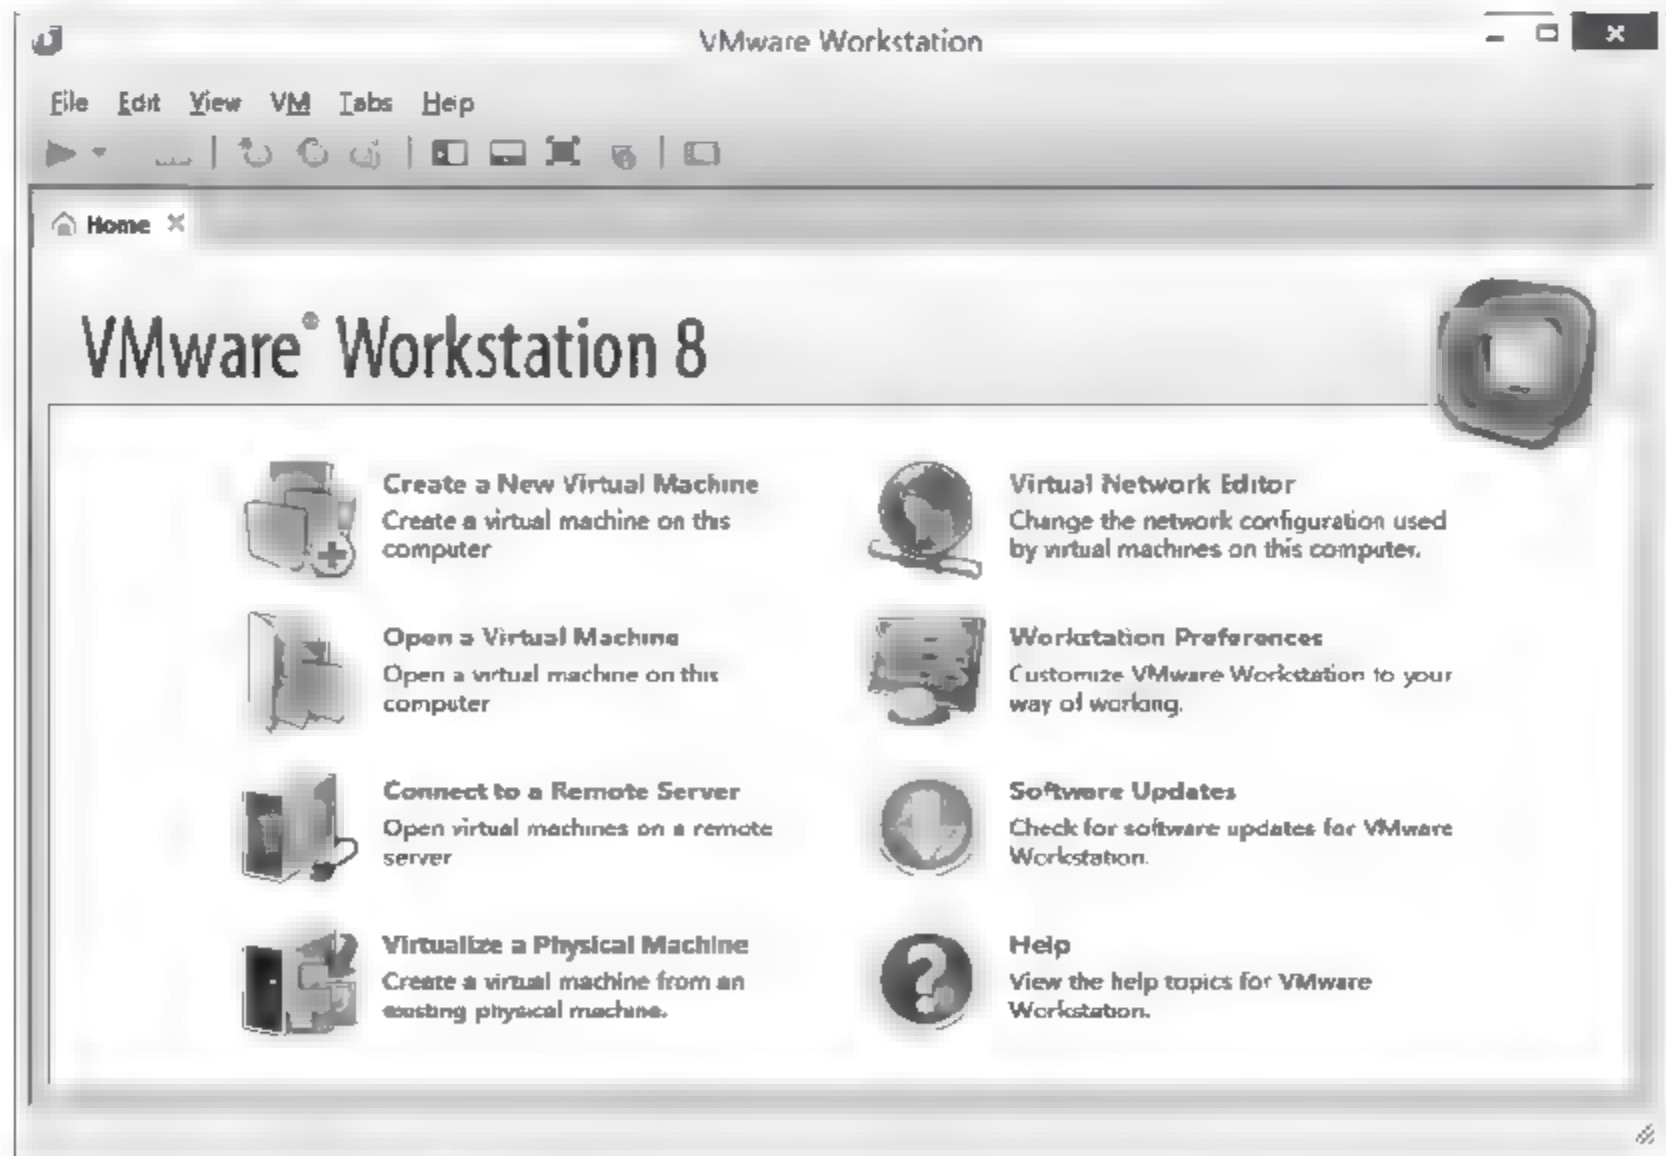 VMware Workstation
File Edit View VM Tabs Help
Home
VMware® Workstation 8
Create a New Virtual Machine
Create a virtual machine on this
computer
Open a Virtual Machine
Open a virtual machine on this
computer
Connect to a Remote Server
Open virtual machines on a remote
server
Virtualize a Physical Machine
Create a virtual machine from an
existing physical machine.
Virtual Network Editor
Change the network configuration used
by virtual machines on this computer.
Workstation Preferences
Customize VMware Workstation to your
way of working.
Software Updates
Check for software updates for VMware
Workstation.
Help
View the help topics for VMware
Workstation.